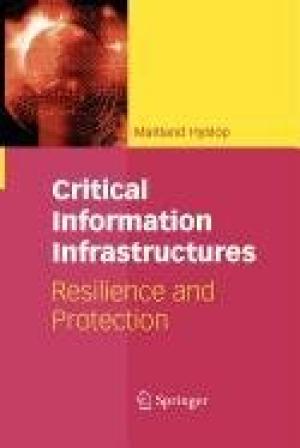 Maitland Hyslop
Critical
Information
Infrastructures
Resilience and
Protection
Springer